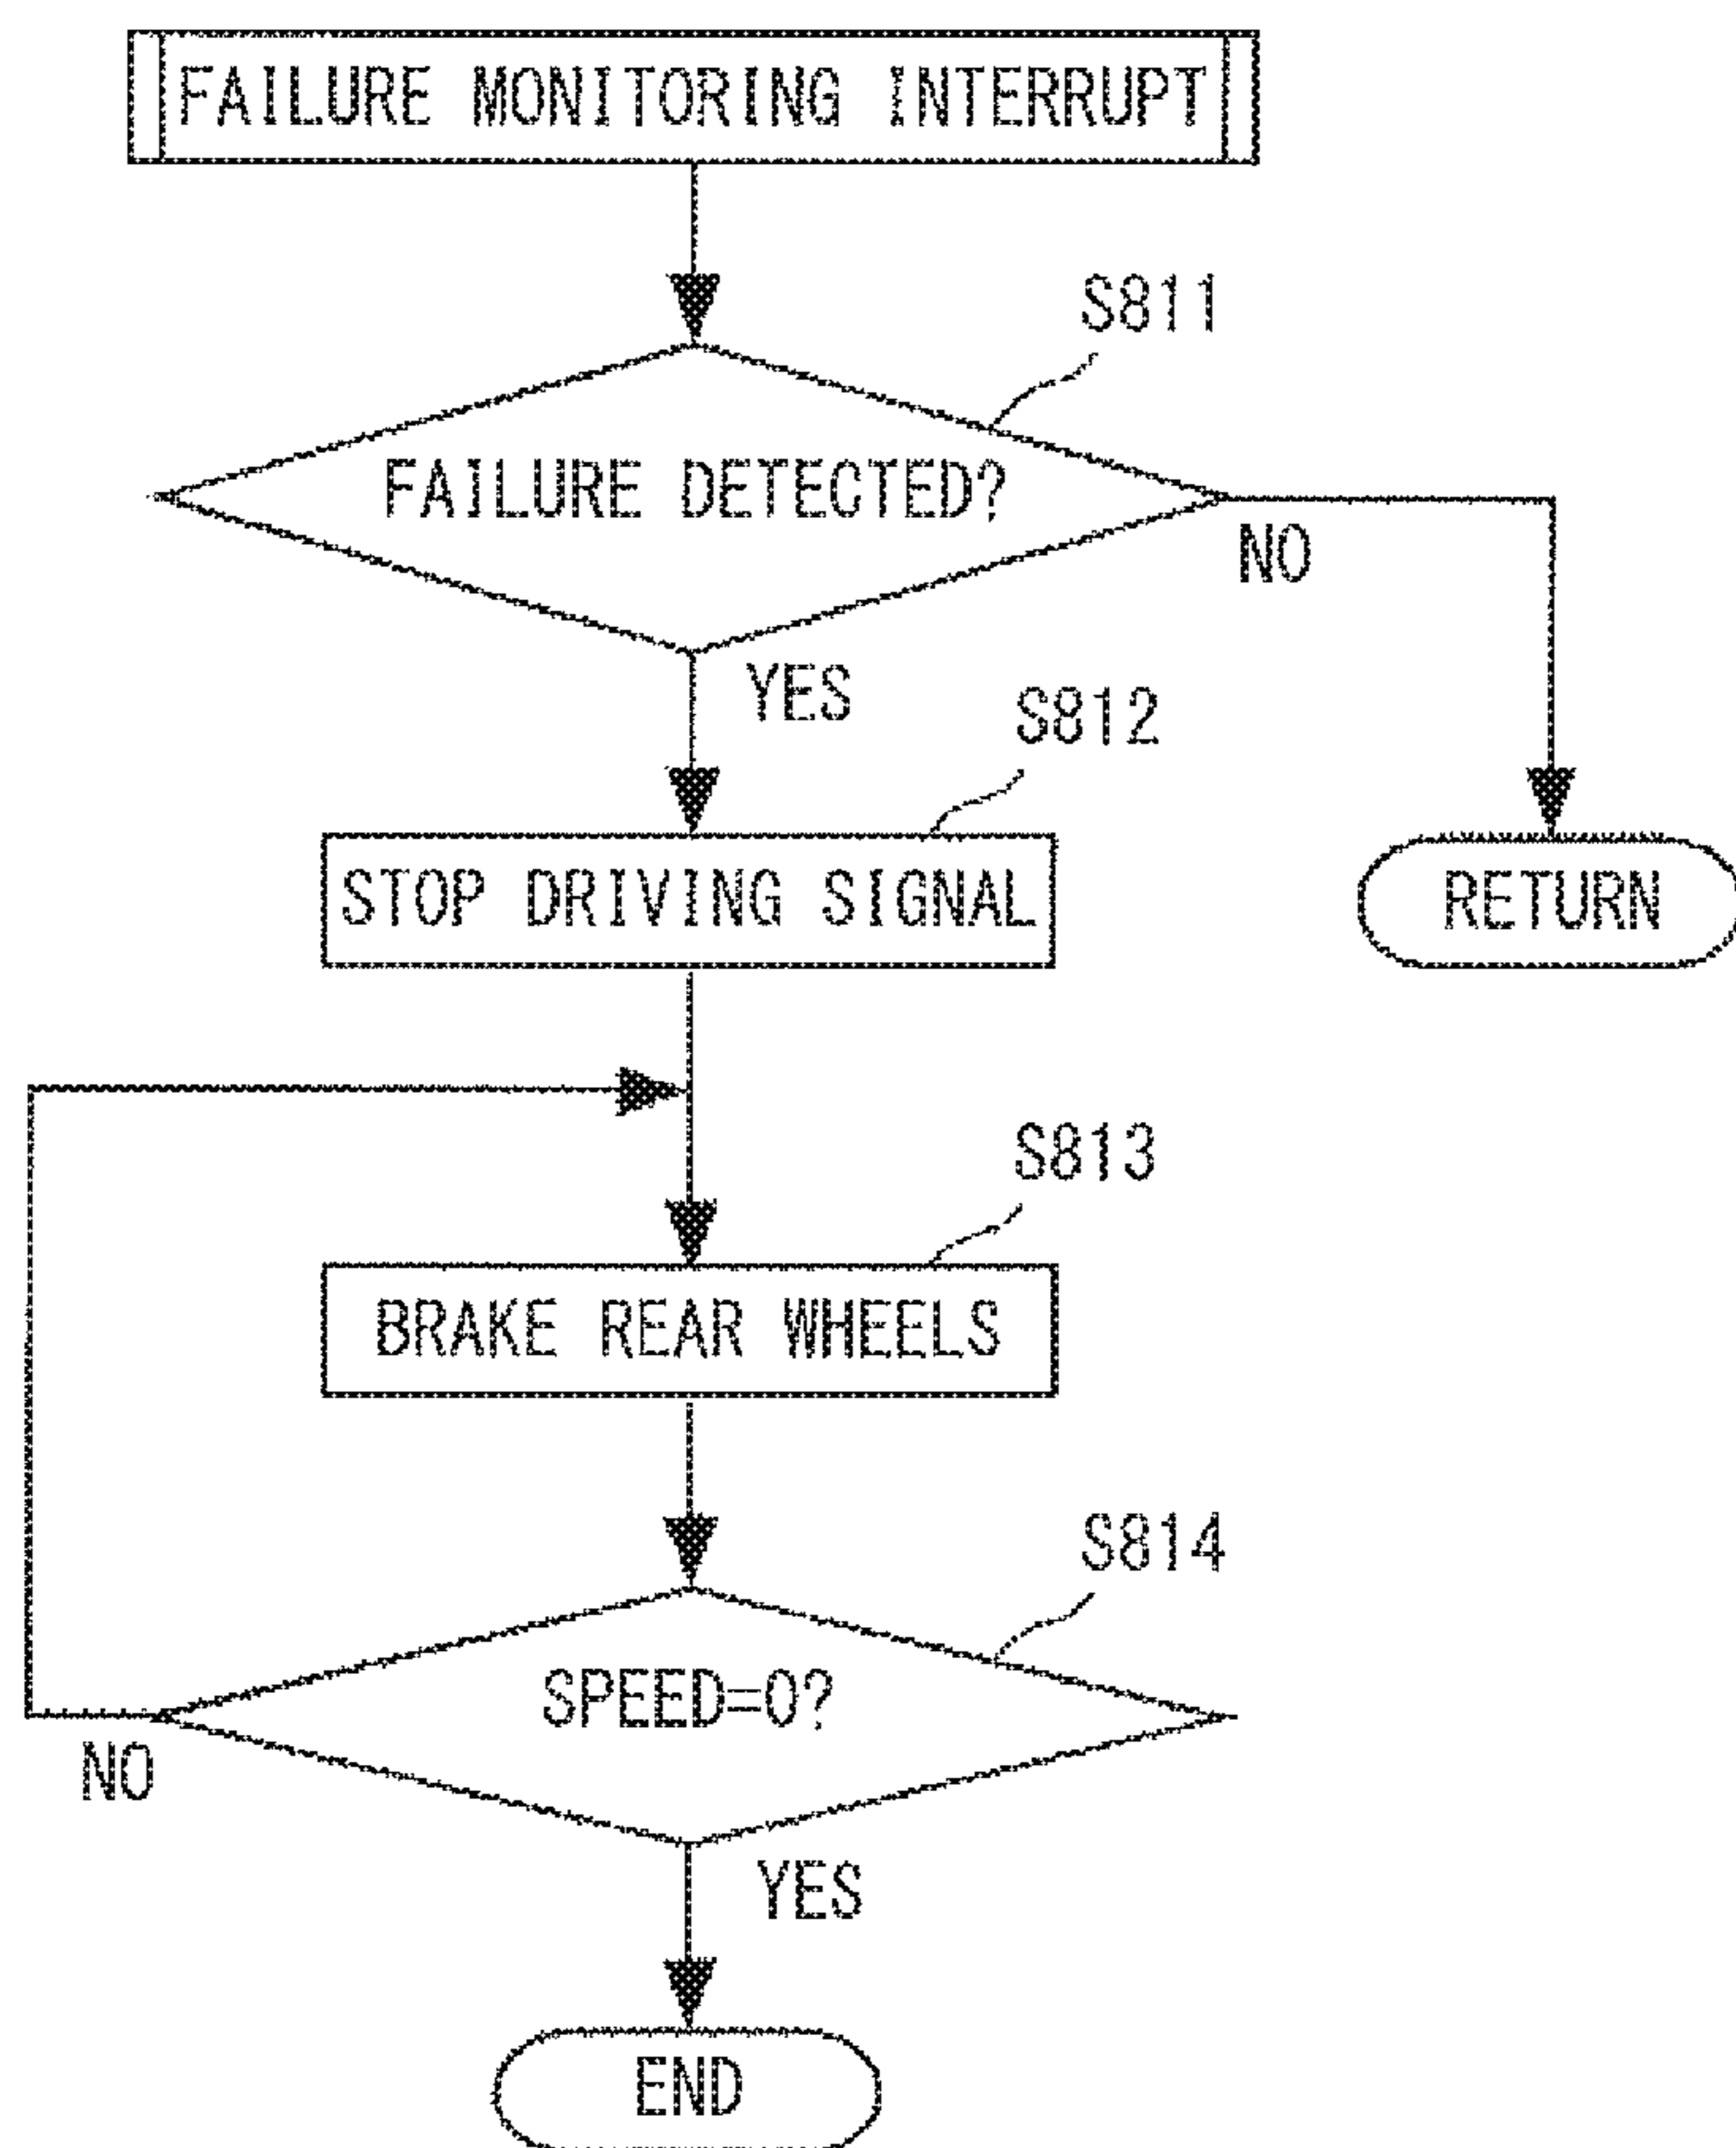 FAILURE MONITORING INTERRUPT
S811
FAILURE DETECTED?
NO
YES
S812
STOP DRIVING SIGNAL
RETURN
S813
BRAKE REAR WHEELS
S814
SPEED=0?
NO
YES
END